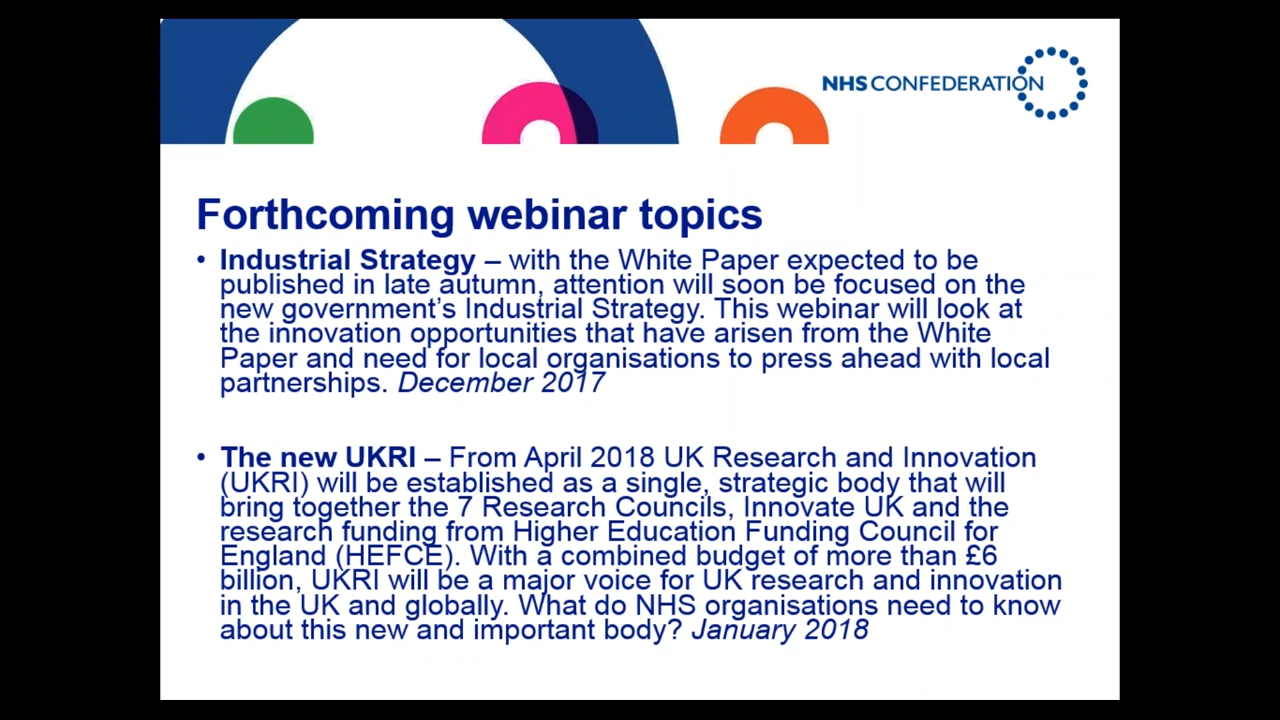 NHS CONFEDERATION
Forthcoming webinar topics
• Industrial Strategy – with the White Paper expected to be
published in late autumn, attention will soon be focused on the
new government’s Industrial Strategy. This webinar will look at
the innovation opportunities that have arisen from the White
Paper and need for local organisations to press ahead with local
partnerships. December 2017
• The new UKRI – From April 2018 UK Research and Innovation
(UKRI) will be established as a single, strategic body that will
bring together the 7 Research Councils, Innovate UK and the
research funding from Higher Education Funding Council for
England (HEFCE). With a combined budget of more than £6
billion, UKRI will be a major voice for UK research and innovation
in the UK and globally. What do NHS organisations need to know
about this new and important body? January 2018